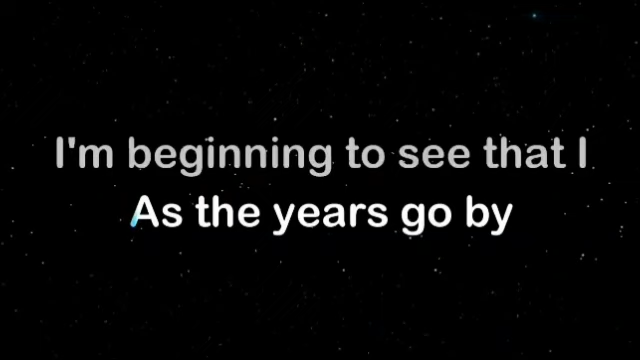 I'm beginning to see that I
As the years go by